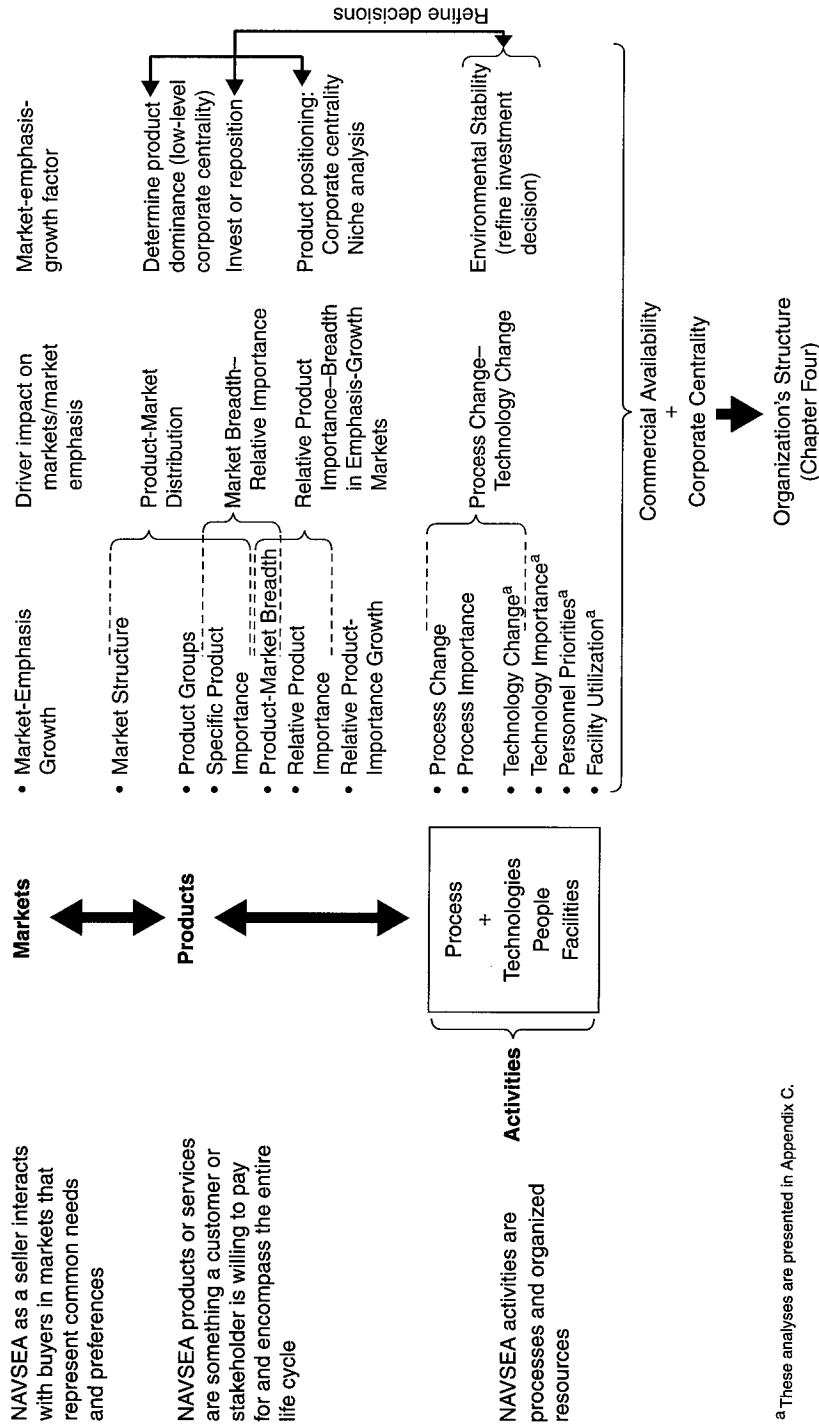 NAVSEA as a seller interacts
with buyers in markets that
represent common needs
and preferences
Markets
• Market-Emphasis
Growth
Driver impact on
markets/market
emphasis
Market-emphasis-
growth factor
• Market Structure
Product-Market
Distribution
Determine product
dominance (low-level
corporate centrality)
NAVSEA products or services
are something a customer or
stakeholder is willing to pay
for and encompass the entire
life cycle
Products
• Product Groups
• Specific Product
Importance
• Product-Market Breadth
• Relative Product
Importance
• Relative Product-
Importance Growth
Market Breadth–
Relative Importance
Relative Product
Importance–Breadth
in Emphasis-Growth
Markets
Invest or reposition
Product positioning:
Corporate centrality
Niche analysis
Refine decisions
NAVSEA activities are
processes and organized
resources
Activities
Process
+
Technologies
People
Facilities
• Process Change
• Process Importance
• Technology Changeª
• Technology Importanceª
• Personnel Prioritiesª
• Facility Utilizationª
Process Change–
Technology Change
Environmental Stability
(refine investment
decision)
Commercial Availability
+
Corporate Centrality
Organization's Structure
(Chapter Four)
ªThese analyses are presented in Appendix C.